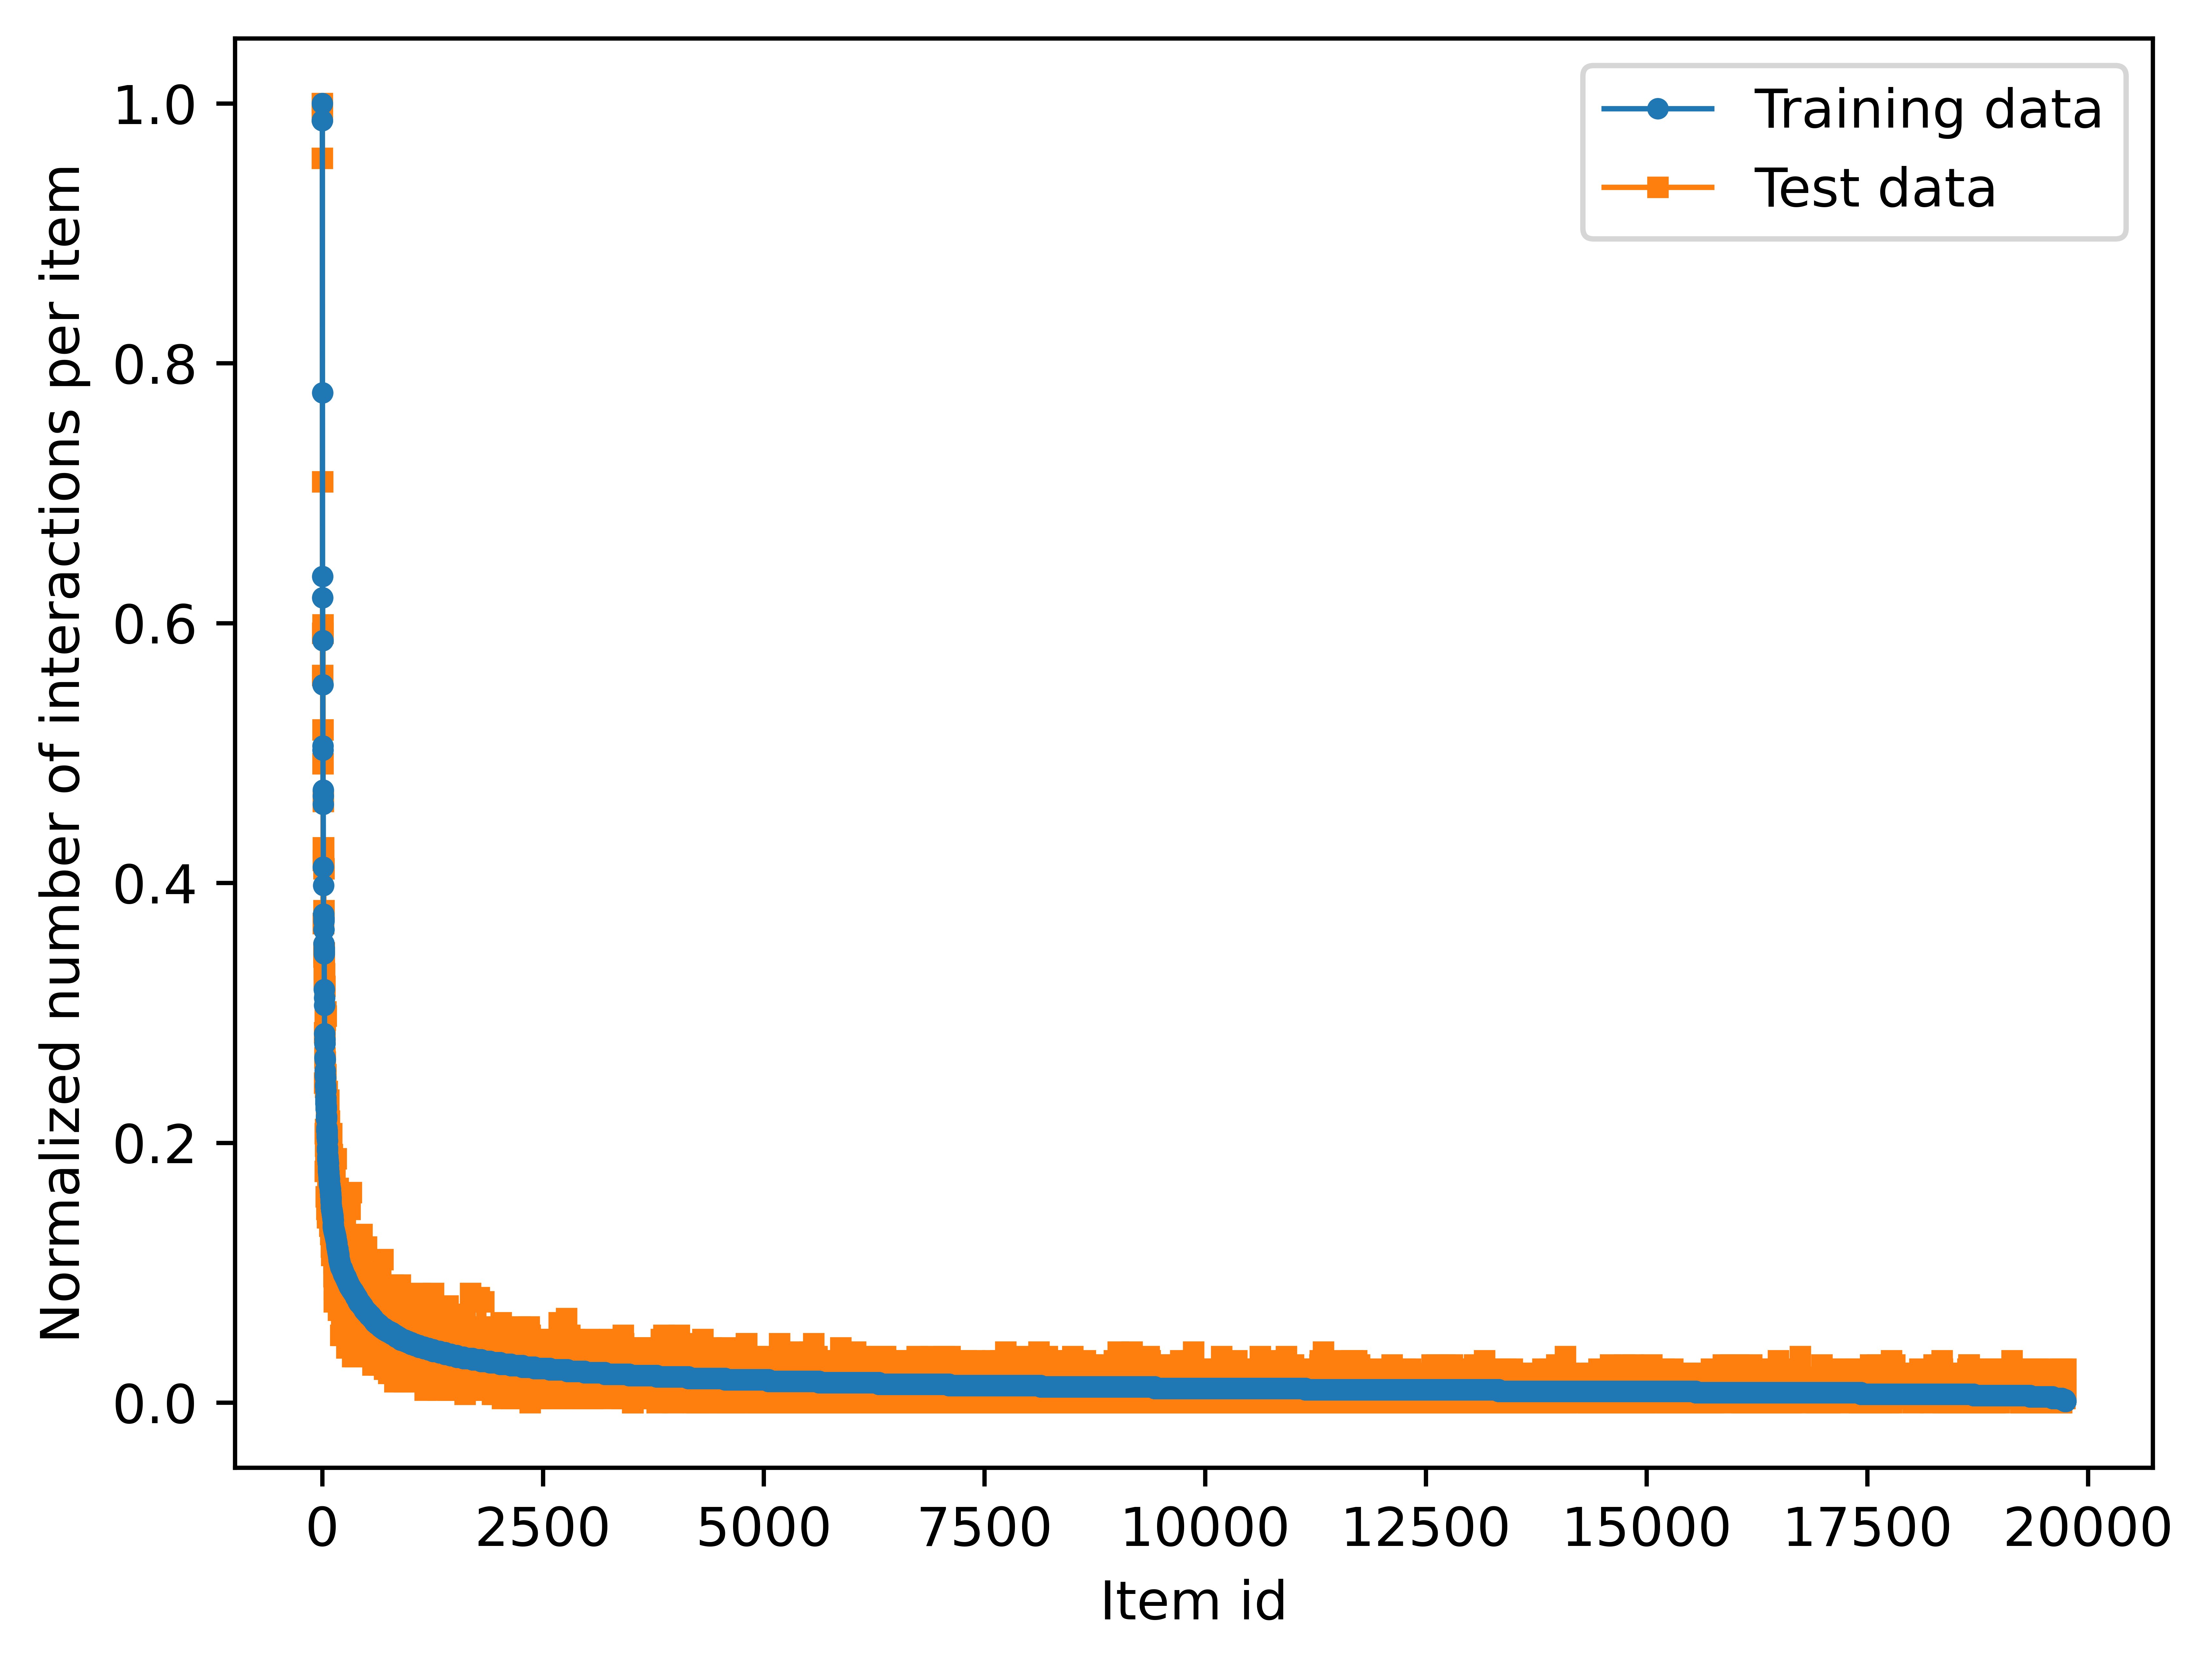 Training data
Test data
Normalized number of interactions per item
1.0
0.8
0.6
0.4
0.2
0.0
0 2500 5000 7500 10000 12500 15000 17500 20000
Item id